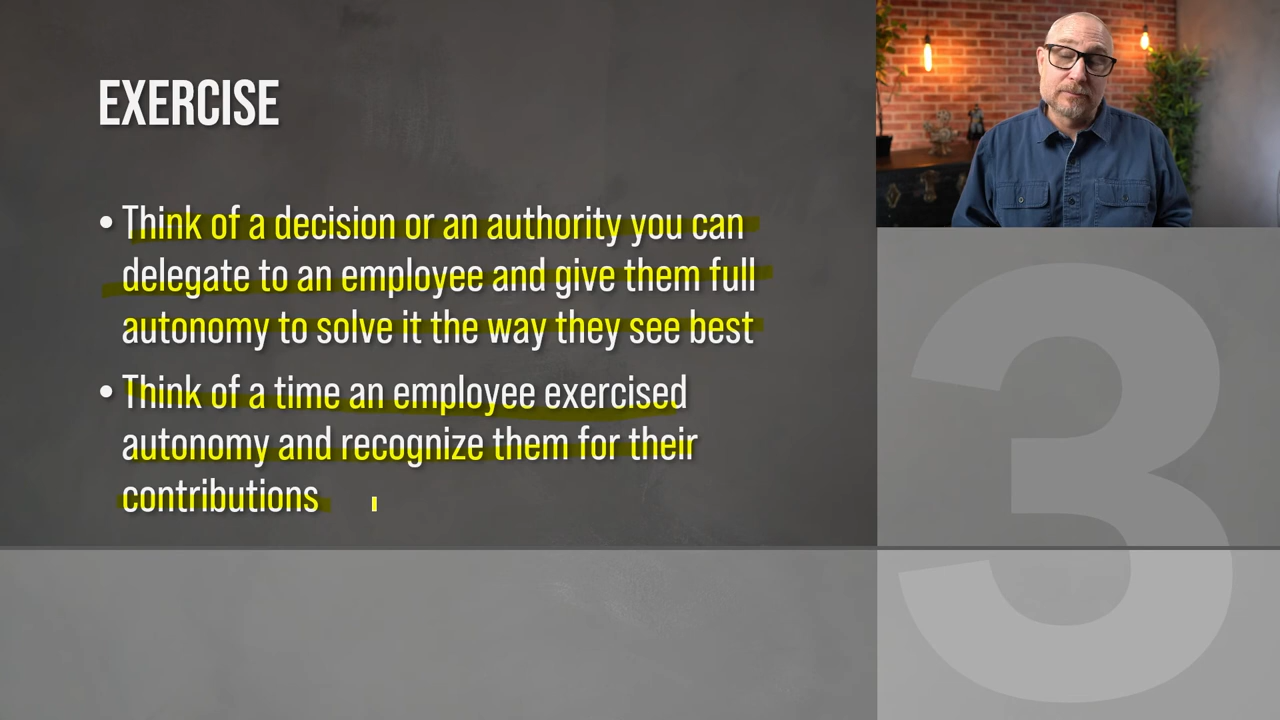 EXERCISE
• Think of a decision or an authority you can
delegate to an employee and give them full
autonomy to solve it the way they see best
• Think of a time an employee exercised
autonomy and recognize them for their
contributions
3